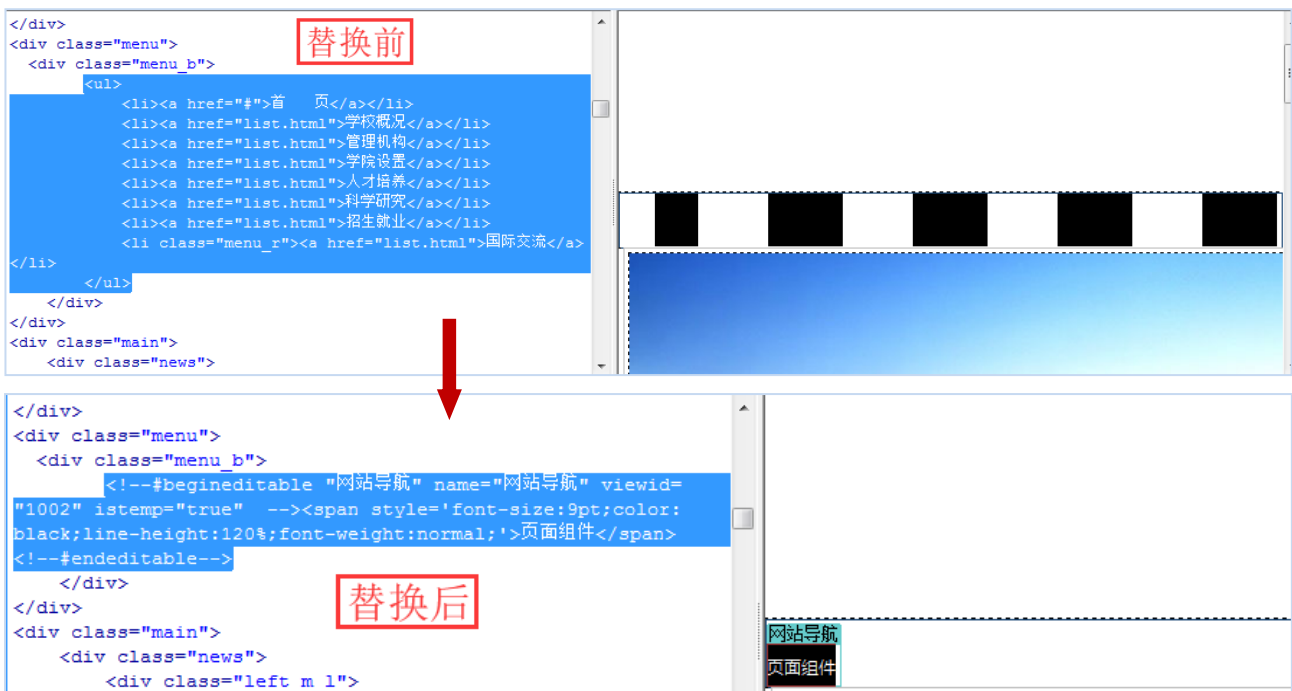 </div>
<div class="menu">
替换前
<div class="menu_b">
<ul>
<li><a href="#">首　　页</a></li>
<li><a href="list.html">学校概况</a></li>
<li><a href="list.html">管理机构</a></li>
<li><a href="list.html">学院设置</a></li>
<li><a href="list.html">人才培养</a></li>
<li><a href="list.html">科学研究</a></li>
<li><a href="list.html">招生就业</a></li>
<li class="menu_r"><a href="list.html">国际交流</a>
</li>
</ul>
</div>
</div>
<div class="main">
<div class="news">
</div>
<div class="menu">
<div class="menu_b">
<!--#begineditable "网站导航" name="网站导航" viewid=
"1002" istemp="true"  --><span style='font-size:9pt;color:
black;line-height:120%;font-weight:normal;'>页面组件</span>
<!--#endeditable-->
</div>
替换后
</div>
<div class="main">
<div class="news">
<div class="left m_l">
网站导航
页面组件